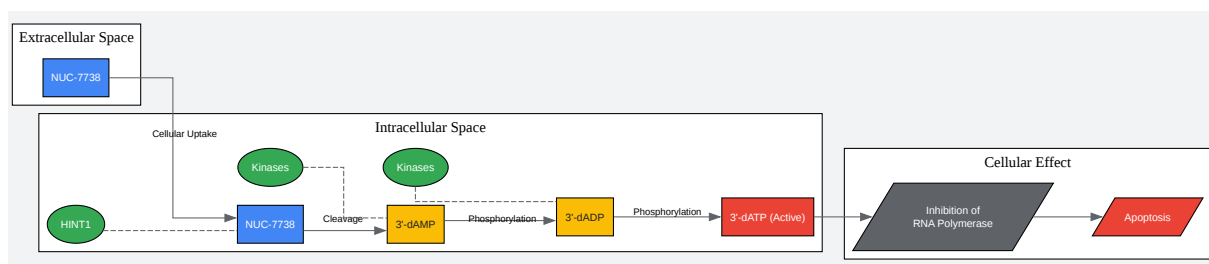 Extracellular Space
NUC-7738
Cellular Uptake
Intracellular Space
Kinases
Kinases
HINT1
NUC-7738
Cleavage
3'-dAMP
Phosphorylation
3'-dADP
Phosphorylation
3'-dATP (Active)
Cellular Effect
Inhibition of
RNA Polymerase
Apoptosis